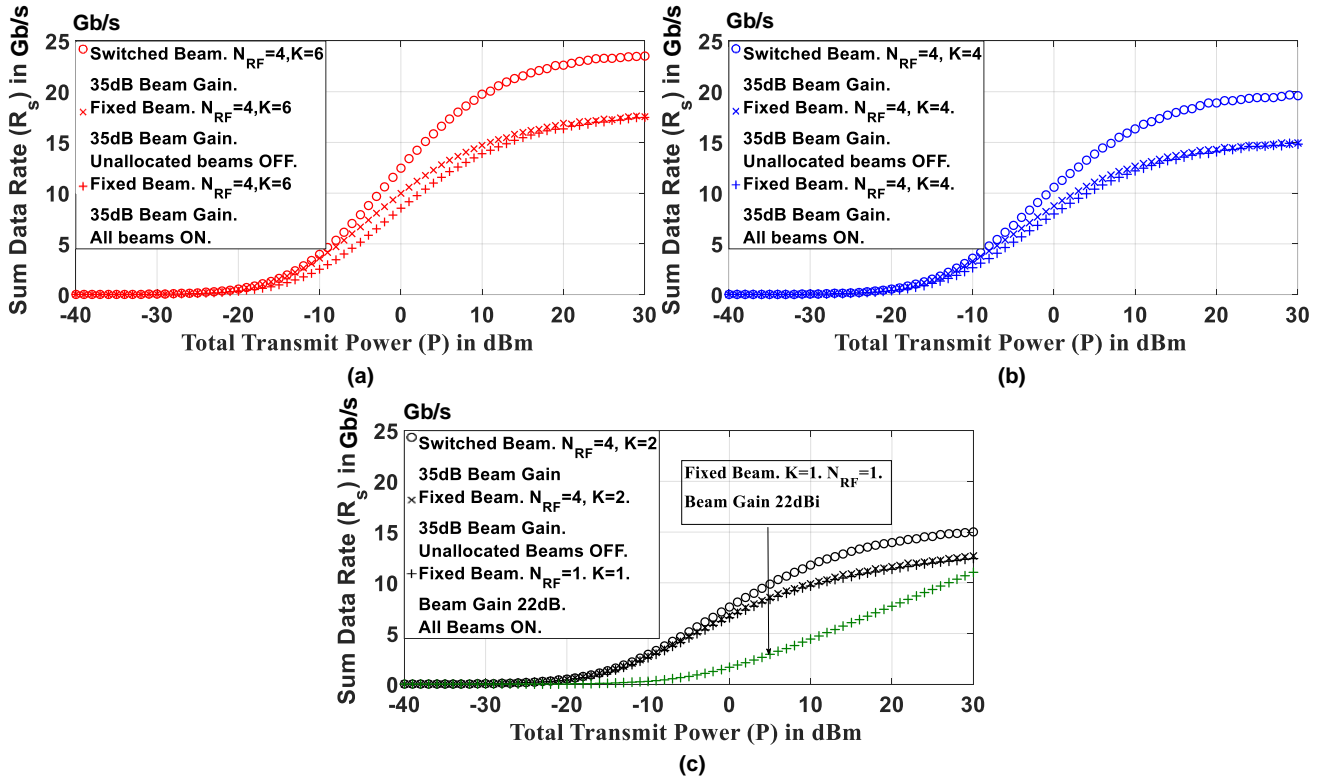 Gb/s
Sum Data Rate (R_s) in Gb/s
25
20
15
10
5
0
Switched Beam. N_RF=4,K=6
35dB Beam Gain.
Fixed Beam. N_RF=4,K=6
35dB Beam Gain.
Unallocated beams OFF.
Fixed Beam. N_RF=4,K=6
35dB Beam Gain.
All beams ON.
-40 -30 -20 -10 0 10 20 30
Total Transmit Power (P) in dBm
(a)
Gb/s
Sum Data Rate (R_s) in Gb/s
25
20
15
10
5
0
Switched Beam. N_RF=4, K=4
35dB Beam Gain.
Fixed Beam. N_RF=4, K=4.
35dB Beam Gain.
Unallocated beams OFF.
Fixed Beam. N_RF=4, K=4.
35dB Beam Gain.
All beams ON.
-40 -30 -20 -10 0 10 20 30
Total Transmit Power (P) in dBm
(b)
Gb/s
Sum Data Rate (R_s) in Gb/s
25
20
15
10
5
0
Switched Beam. N_RF=4, K=2
35dB Beam Gain
Fixed Beam. N_RF=4, K=2.
35dB Beam Gain.
Unallocated Beams OFF.
Fixed Beam. N_RF=1. K=1.
Beam Gain 22dB.
All Beams ON.
Fixed Beam. K=1. N_RF=1.
Beam Gain 22dBi
-40 -30 -20 -10 0 10 20 30
Total Transmit Power (P) in dBm
(c)